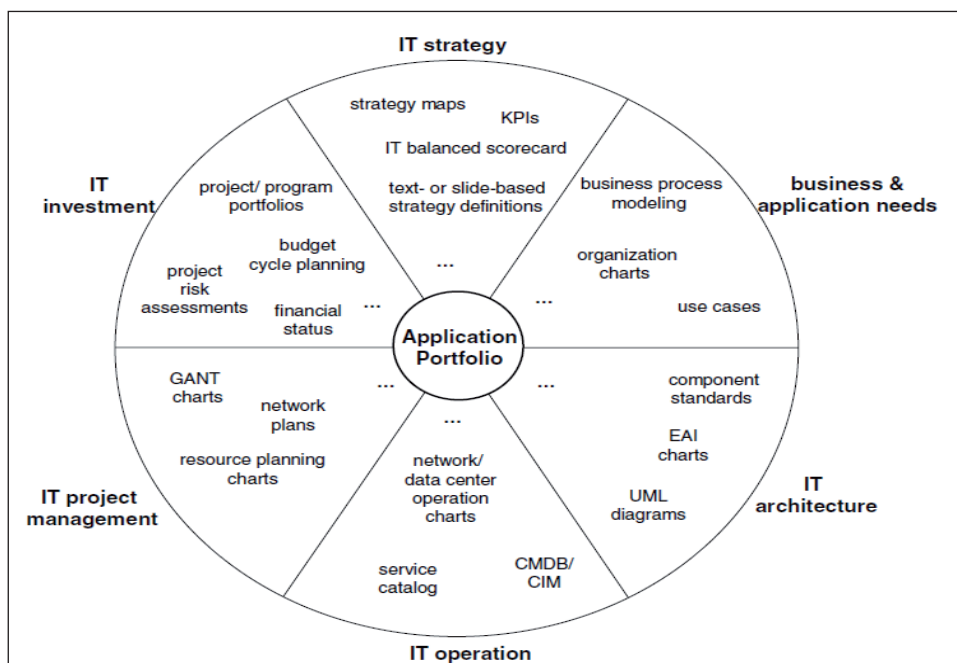 IT strategy
strategy maps
KPIs
IT balanced scorecard
text- or slide-based
strategy definitions
...
business &
application needs
business process
modeling
organization
charts
use cases
...
IT
architecture
component
standards
EAI
charts
UML
diagrams
...
IT operation
network/
data center
operation
charts
service
catalog
CMDB/
CIM
...
IT project
management
GANT
charts
network
plans
resource planning
charts
...
IT
investment
project/ program
portfolios
budget
cycle planning
project
risk
assessments
financial
status
...
Application
Portfolio